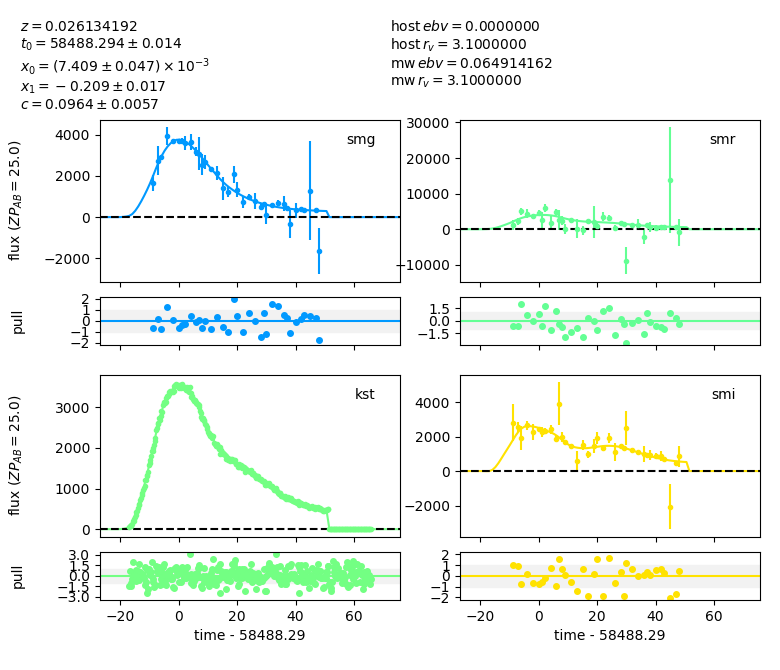 z = 0.026134192
t₀ = 58488.294 ± 0.014
x₀ = (7.409 ± 0.047) × 10⁻³
x₁ = −0.209 ± 0.017
c = 0.0964 ± 0.0057
host ebv = 0.0000000
host r_v = 3.1000000
mw ebv = 0.064914162
mw r_v = 3.1000000
flux (ZP_AB = 25.0)
4000
2000
0
−2000
smg
30000
20000
10000
0
−10000
smr
pull
2
1
0
−1
−2
1.5
0.0
−1.5
flux (ZP_AB = 25.0)
3000
2000
1000
0
kst
4000
2000
0
−2000
smi
pull
3.0
1.5
0.0
−1.5
−3.0
2
1
0
−1
−2
−20 0 20 40 60
−20 0 20 40 60
time - 58488.29
time - 58488.29